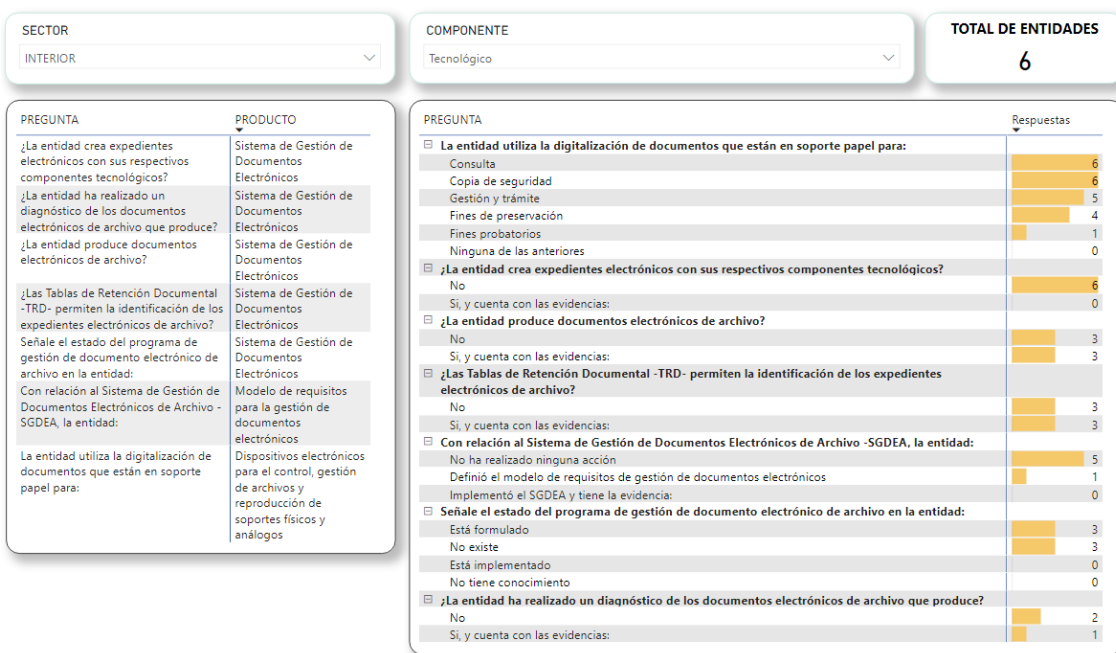 SECTOR
INTERIOR
COMPONENTE
Tecnológico
TOTAL DE ENTIDADES
6
PREGUNTA PRODUCTO
¿La entidad crea expedientes
electrónicos con sus respectivos
componentes tecnológicos?
Sistema de Gestión de
Documentos
Electrónicos
¿La entidad ha realizado un
diagnóstico de los documentos
electrónicos de archivo que produce?
Sistema de Gestión de
Documentos
Electrónicos
¿La entidad produce documentos
electrónicos de archivo?
Sistema de Gestión de
Documentos
Electrónicos
¿Las Tablas de Retención Documental
-TRD- permiten la identificación de los
expedientes electrónicos de archivo?
Sistema de Gestión de
Documentos
Electrónicos
Señale el estado del programa de
gestión de documento electrónico de
archivo en la entidad:
Sistema de Gestión de
Documentos
Electrónicos
Con relación al Sistema de Gestión de
Documentos Electrónicos de Archivo -
SGDEA, la entidad:
Modelo de requisitos
para la gestión de
documentos
electrónicos
La entidad utiliza la digitalización de
documentos que están en soporte
papel para:
Dispositivos electrónicos
para el control, gestión
de archivos y
reproducción de
soportes físicos y
análogos
PREGUNTA Respuestas
La entidad utiliza la digitalización de documentos que están en soporte papel para:
Consulta 6
Copia de seguridad 6
Gestión y trámite 5
Fines de preservación 4
Fines probatorios 1
Ninguna de las anteriores 0
¿La entidad crea expedientes electrónicos con sus respectivos componentes tecnológicos?
No 6
Si, y cuenta con las evidencias: 0
¿La entidad produce documentos electrónicos de archivo?
No 3
Si, y cuenta con las evidencias: 3
¿Las Tablas de Retención Documental -TRD- permiten la identificación de los expedientes
electrónicos de archivo?
No 3
Si, y cuenta con las evidencias: 3
Con relación al Sistema de Gestión de Documentos Electrónicos de Archivo -SGDEA, la entidad:
No ha realizado ninguna acción 5
Definió el modelo de requisitos de gestión de documentos electrónicos 1
Implementó el SGDEA y tiene la evidencia: 0
Señale el estado del programa de gestión de documento electrónico de archivo en la entidad:
Está formulado 3
No existe 3
Está implementado 0
No tiene conocimiento 0
¿La entidad ha realizado un diagnóstico de los documentos electrónicos de archivo que produce?
No 2
Si, y cuenta con las evidencias: 1